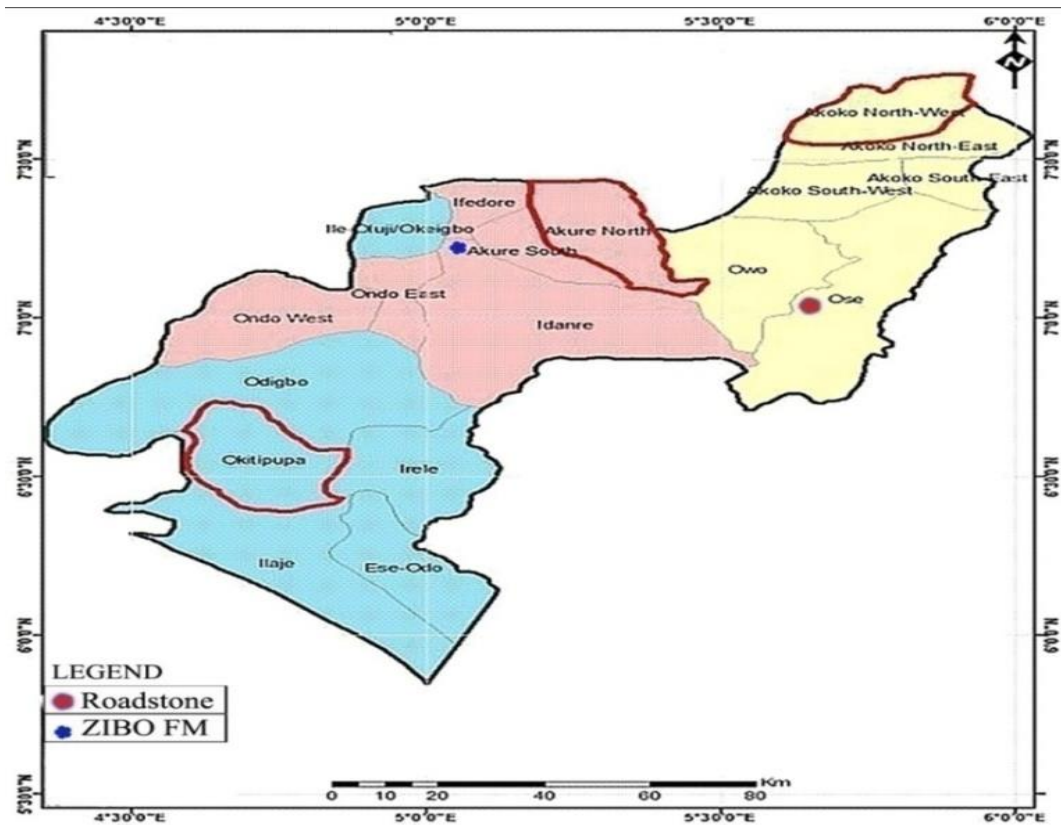 4°30'0"E 5°0'0"E 5°30'0"E 6°0'0"E
N
Akoko North-West
Akoko North-East
7°30'0"N 7°30'0"N
Akoko South-East
Akoko South-West
Ifedore
Ile-Oluji/Okeigbo
Akure North
Akure South
Owo
Ondo East
Ose
Ondo West
Idanre
7°0'0"N 7°0'0"N
Odigbo
Okitipupa
Irele
6°30'0"N 6°30'0"N
Ilaje
Ese-Odo
6°0'0"N 6°0'0"N
LEGEND
Roadstone
ZIBO FM
Km
0 10 20 40 60 80
5°30'0"N 5°30'0"N
4°30'0"E 5°0'0"E 5°30'0"E 6°0'0"E